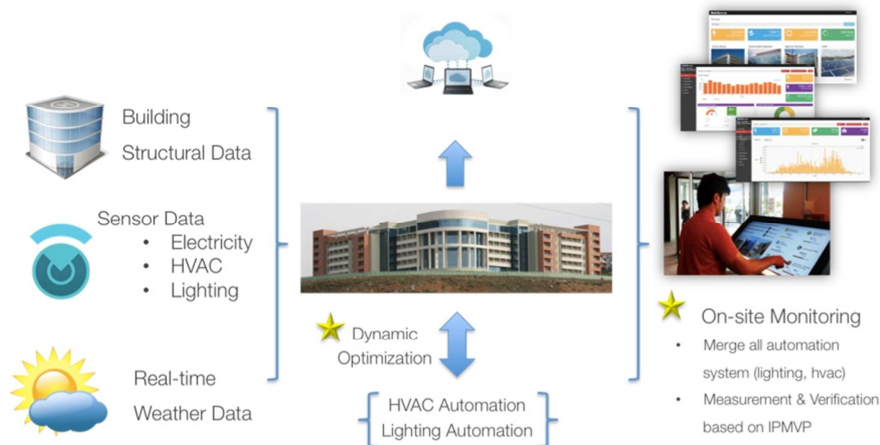 Building
Structural Data
Sensor Data
• Electricity
• HVAC
• Lighting
Real-time
Weather Data
Dynamic
Optimization
HVAC Automation
Lighting Automation
On-site Monitoring
• Merge all automation
system (lighting, hvac)
• Measurement & Verification
based on IPMVP